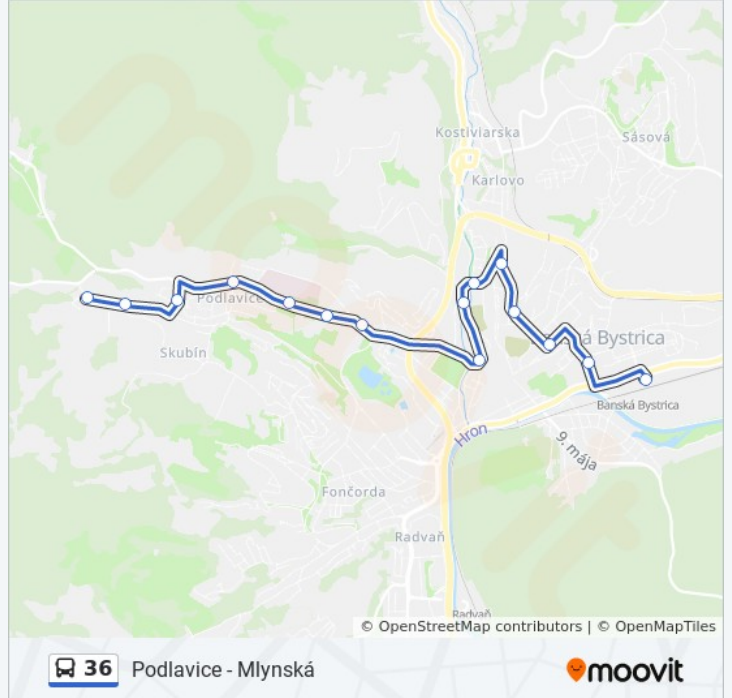 Kostiviarska
Sásová
Karlovo
Podlavice
á Bystrica
Skubín
Banská Bystrica
Hron
9. mája
Fončorda
Radvaň
Radvaň
© OpenStreetMap contributors | © OpenMapTiles
36 Podlavice - Mlynská
moovit